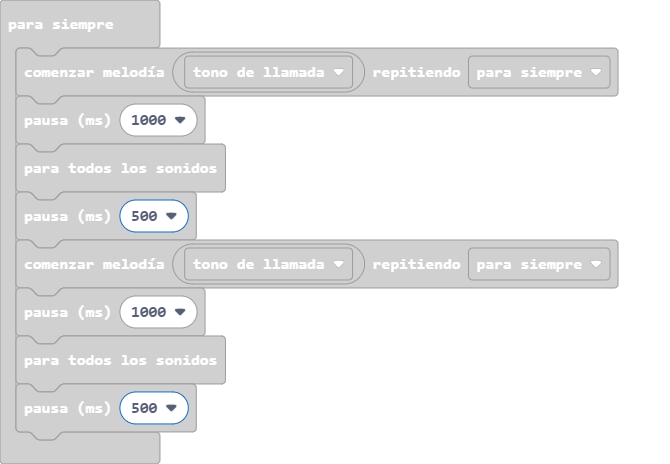 para siempre
comenzar melodía tono de llamada repitiendo para siempre
pausa (ms) 1000
para todos los sonidos
pausa (ms) 500
comenzar melodía tono de llamada repitiendo para siempre
pausa (ms) 1000
para todos los sonidos
pausa (ms) 500